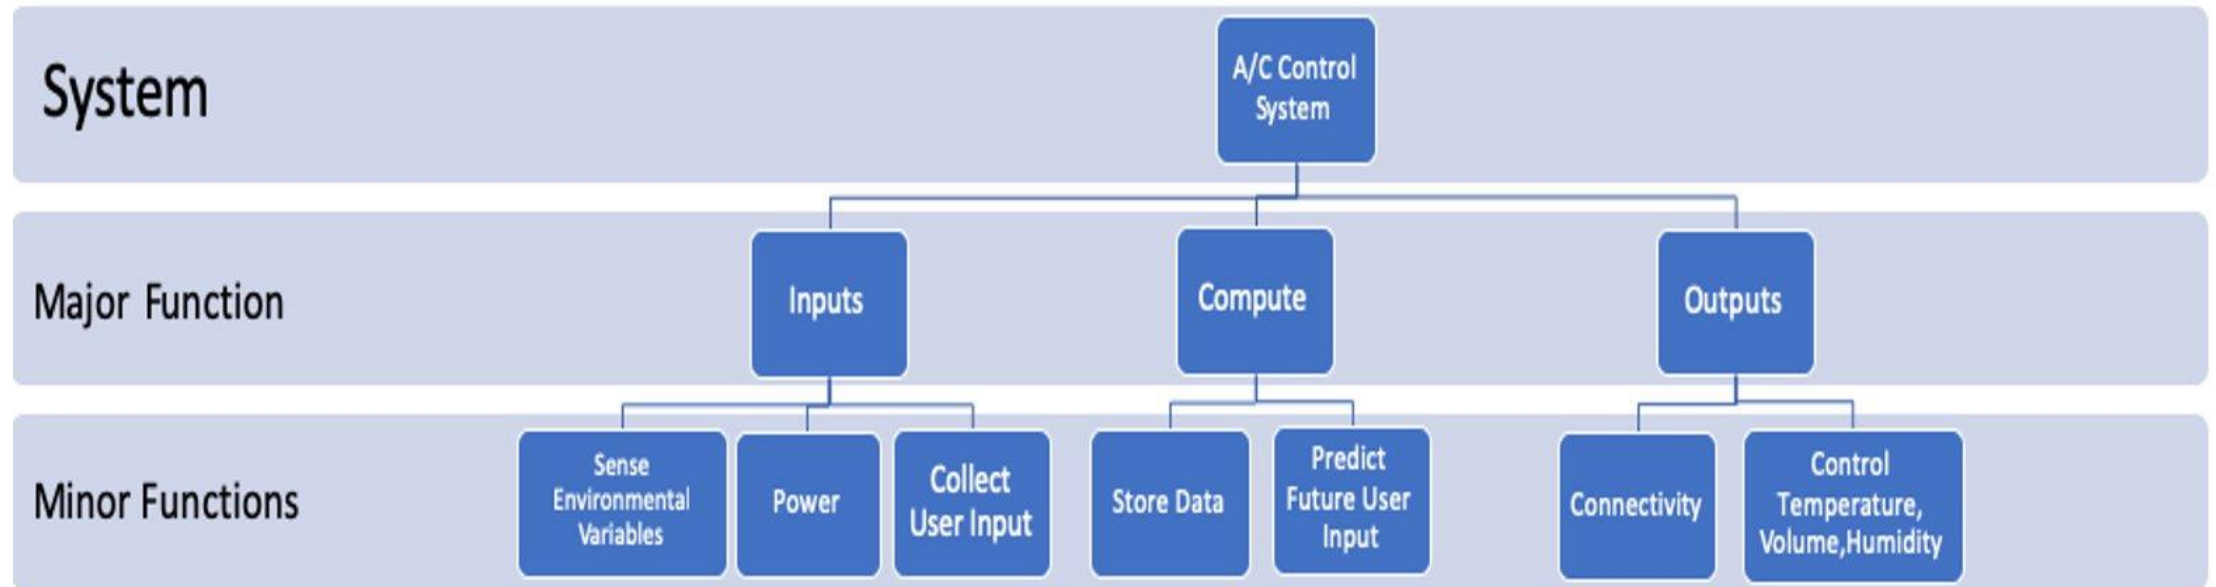 System
A/C Control
System
Major Function
Inputs
Compute
Outputs
Minor Functions
Sense
Environmental
Variables
Power
Collect
User Input
Store Data
Predict
Future User
Input
Connectivity
Control
Temperature,
Volume,Humidity